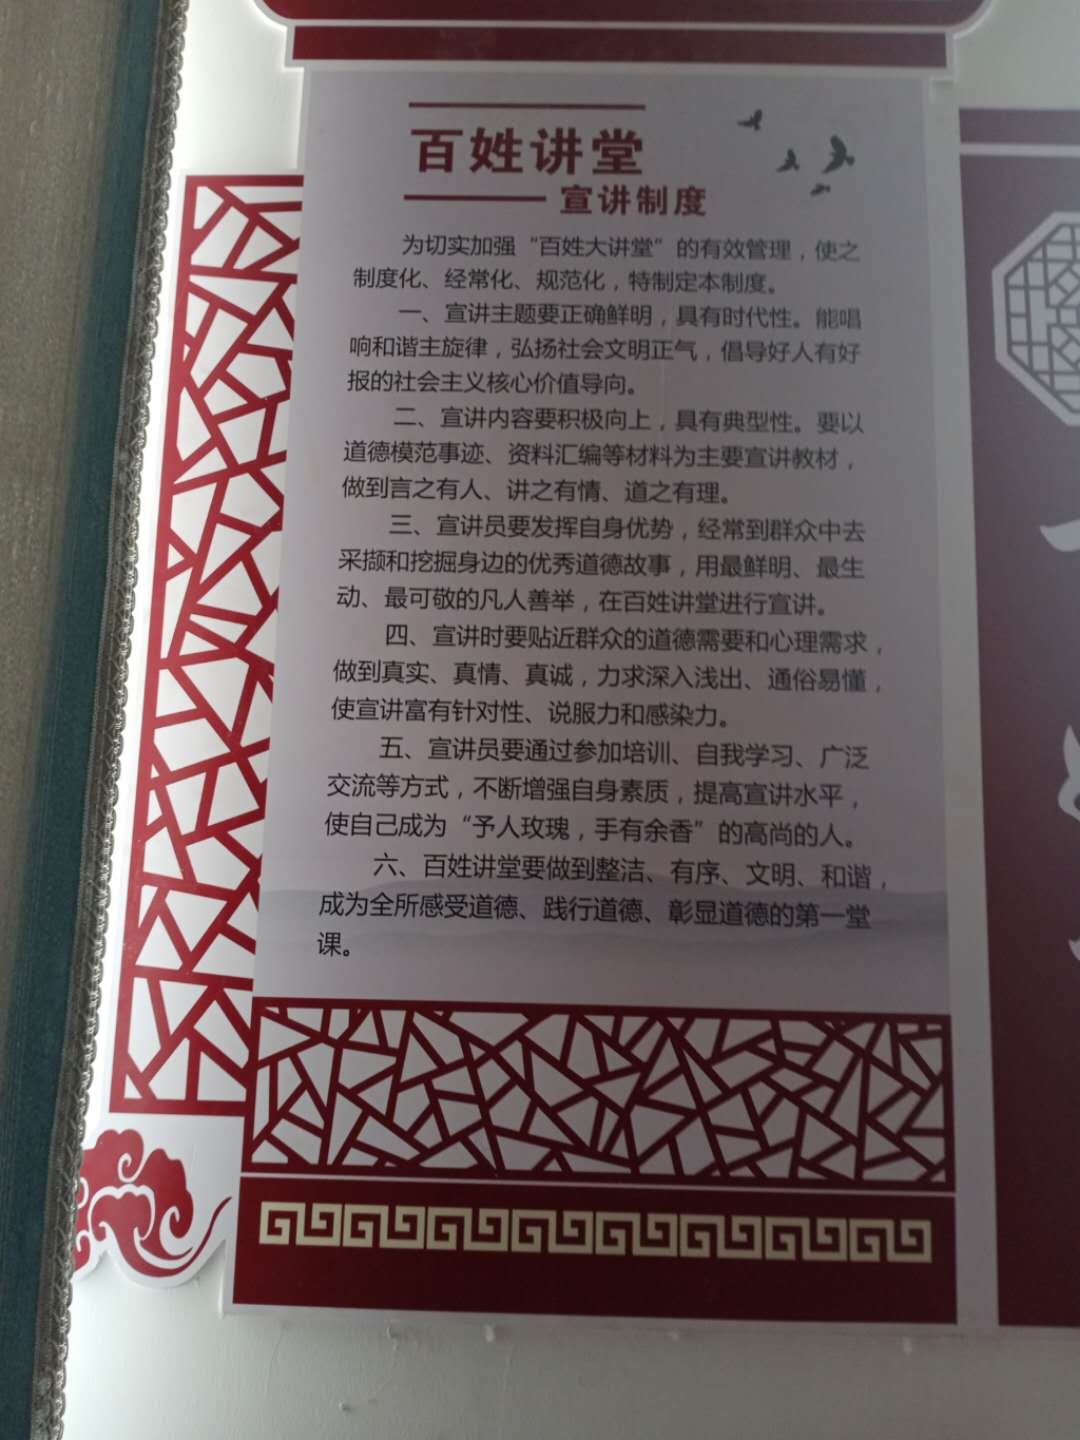 百姓讲堂
宣讲制度
为切实加强“百姓大讲堂”的有效管理，使之
制度化、经常化、规范化，特制定本制度。
一、宣讲主题要正确鲜明，具有时代性。能唱
响和谐主旋律，弘扬社会文明正气，倡导好人有好
报的社会主义核心价值导向。
二、宣讲内容要积极向上，具有典型性。要以
道德模范事迹、资料汇编等材料为主要宣讲教材，
做到言之有人、讲之有情、道之有理。
三、宣讲员要发挥自身优势，经常到群众中去
采撷和挖掘身边的优秀道德故事，用最鲜明、最生
动、最可敬的凡人善举，在百姓讲堂进行宣讲。
四、宣讲时要贴近群众的道德需要和心理需求，
做到真实、真情、真诚，力求深入浅出、通俗易懂，
使宣讲富有针对性、说服力和感染力。
五、宣讲员要通过参加培训、自我学习、广泛
交流等方式，不断增强自身素质，提高宣讲水平，
使自己成为“予人玫瑰，手有余香”的高尚的人。
六、百姓讲堂要做到整洁、有序、文明、和谐，
成为全所感受道德、践行道德、彰显道德的第一堂
课。